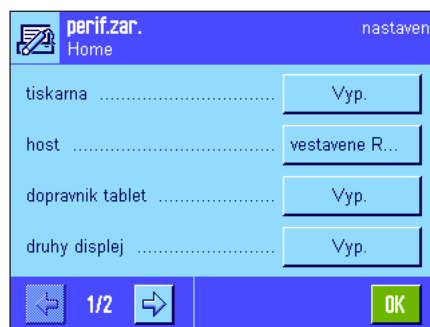 perif.zar. nastaven
Home
tiskarna ................................ Vyp.
host ..................................... vestavene R...
dopravnik tablet ..................... Vyp.
druhy displej ......................... Vyp.
1/2 OK